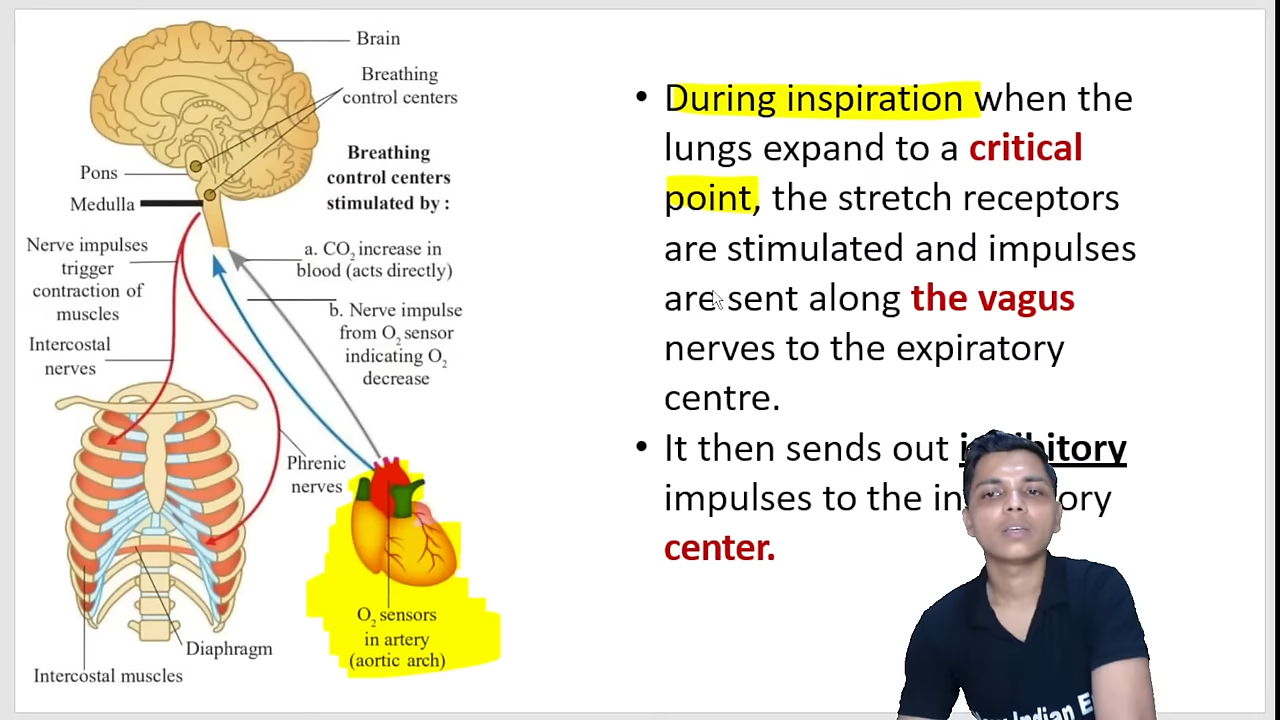 Brain
Breathing
control centers
Pons
Medulla
Breathing
control centers
stimulated by :
Nerve impulses
trigger
contraction of
muscles
a. CO₂ increase in
blood (acts directly)
b. Nerve impulse
from O₂ sensor
indicating O₂
decrease
Intercostal
nerves
Phrenic
nerves
O₂ sensors
in artery
(aortic arch)
Diaphragm
Intercostal muscles
• During inspiration when the
lungs expand to a critical
point, the stretch receptors
are stimulated and impulses
are sent along the vagus
nerves to the expiratory
centre.
• It then sends out
impulses to the
center.
Indian